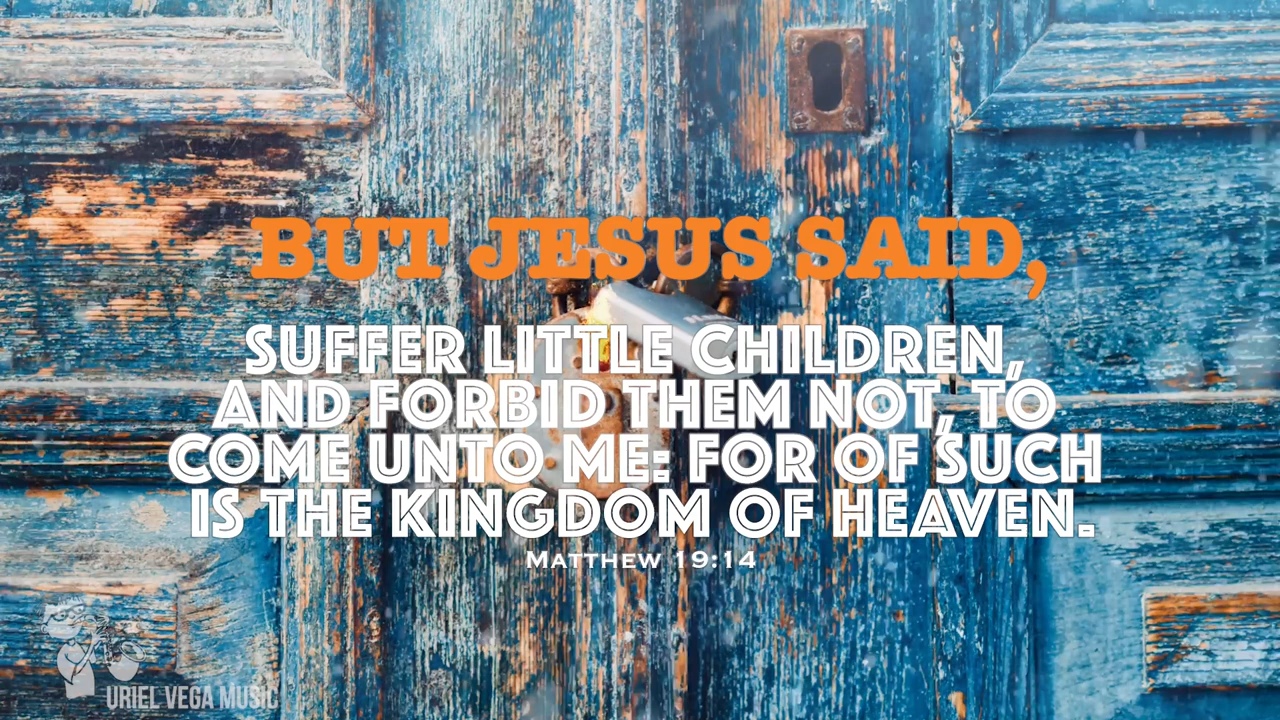 BUT JESUS SAID,
SUFFER LITTLE CHILDREN,
AND FORBID THEM NOT, TO
COME UNTO ME: FOR OF SUCH
IS THE KINGDOM OF HEAVEN.
MATTHEW 19:14
URIEL VEGA MUSIC